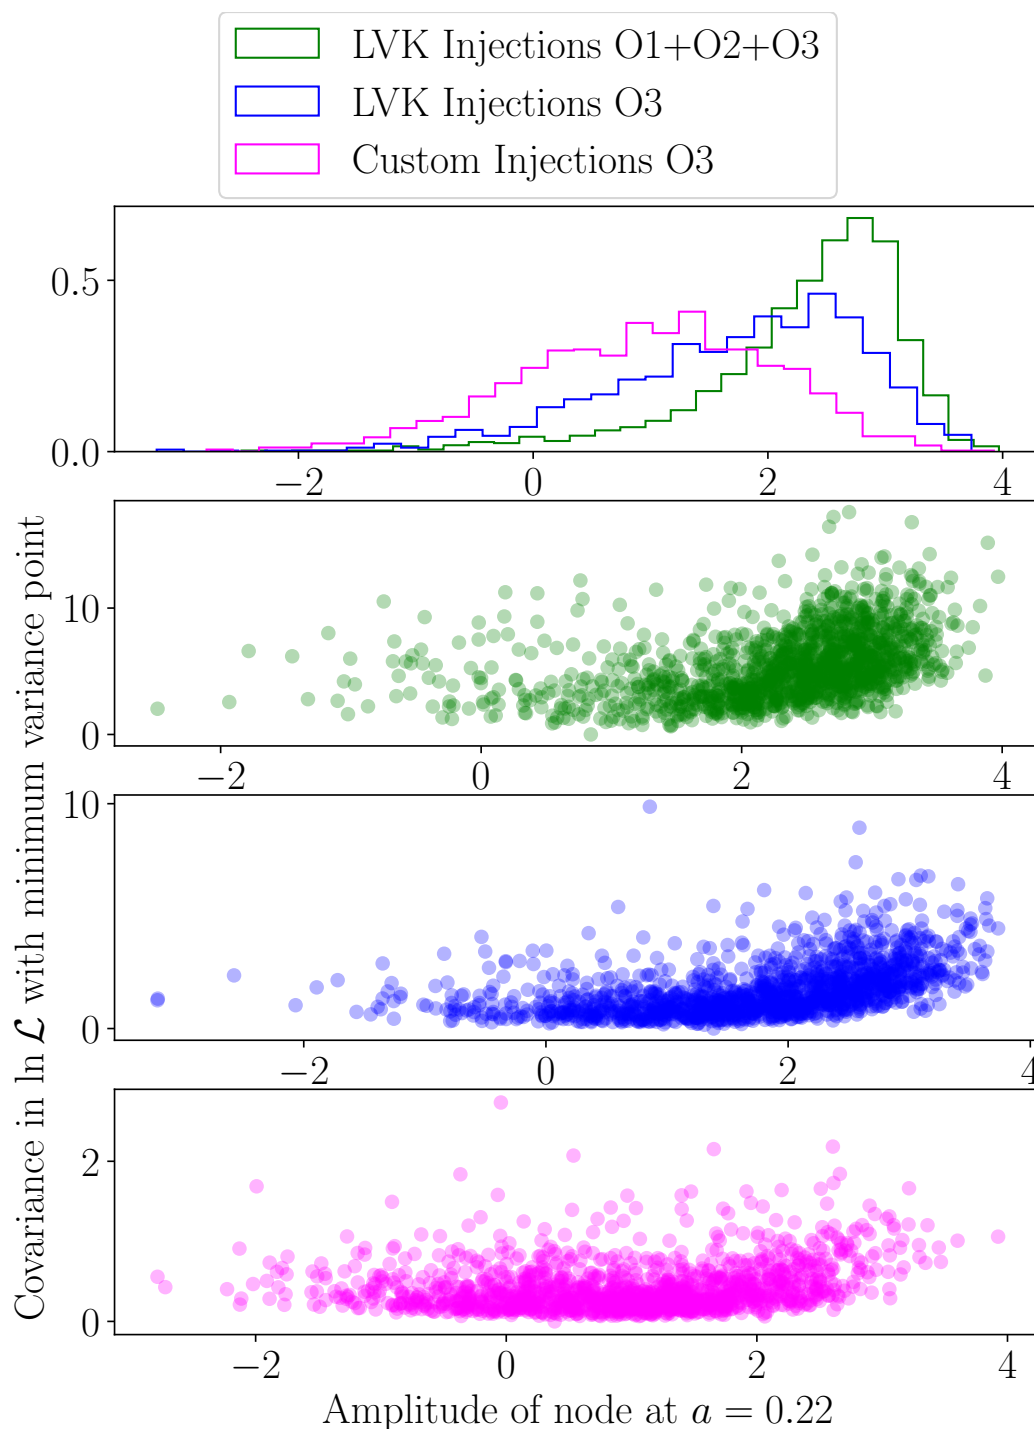 LVK Injections O1+O2+O3
LVK Injections O3
Custom Injections O3
0.5
0.0
−2 0 2 4
10
0
−2 0 2 4
10
0
−2 0 2 4
2
0
−2 0 2 4
Covariance in ln ℒ with minimum variance point
Amplitude of node at a = 0.22